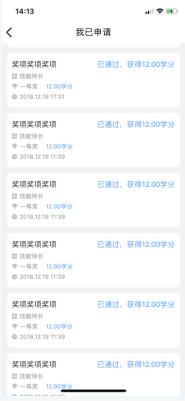 14:13
我已申请
奖项奖项奖项
已通过，获得12.00学分
技能特长
一等奖 12.00学分
2018.12.19 17:01
奖项奖项奖项
已通过，获得12.00学分
技能特长
一等奖 12.00学分
2018.12.19 11:39
奖项奖项奖项
已通过，获得12.00学分
技能特长
一等奖 12.00学分
2018.12.19 11:39
奖项奖项奖项
已通过，获得12.00学分
技能特长
一等奖 12.00学分
2018.12.19 11:39
奖项奖项奖项
已通过，获得12.00学分
技能特长
一等奖 12.00学分
2018.12.19 11:39
奖项奖项奖项
已通过，获得12.00学分
技能特长
一等奖 12.00学分